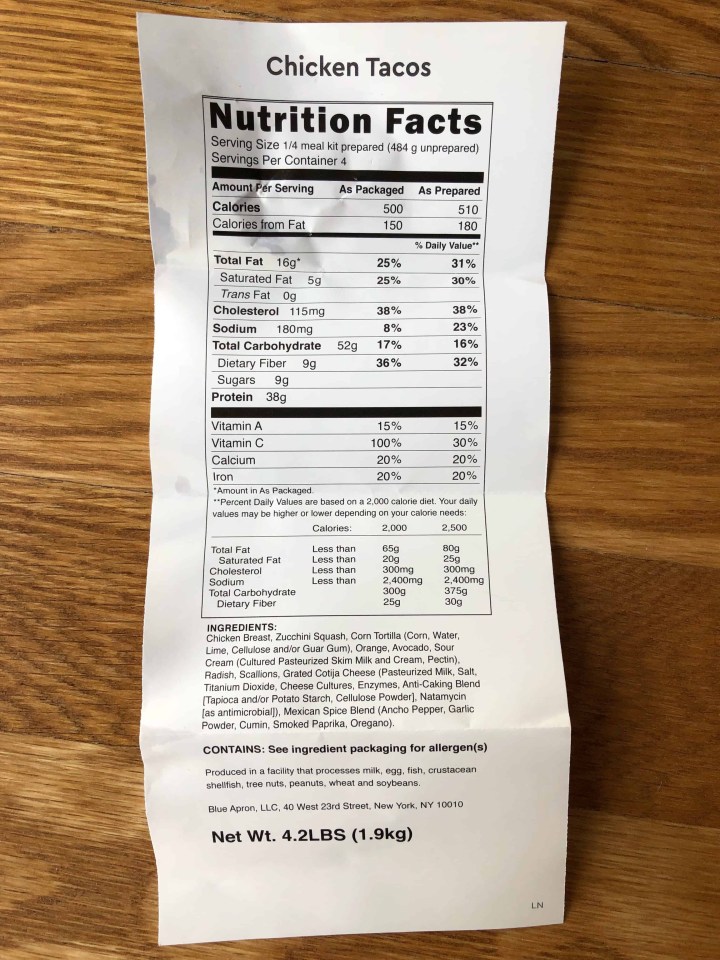 Chicken Tacos
Nutrition Facts
Serving Size 1/4 meal kit prepared (484 g unprepared)
Servings Per Container 4
Amount Per Serving As Packaged As Prepared
Calories 500 510
Calories from Fat 150 180
% Daily Value**
Total Fat 16g* 25% 31%
Saturated Fat 5g 25% 30%
Trans Fat 0g
Cholesterol 115mg 38% 38%
Sodium 180mg 8% 23%
Total Carbohydrate 52g 17% 16%
Dietary Fiber 9g 36% 32%
Sugars 9g
Protein 38g
Vitamin A 15% 15%
Vitamin C 100% 30%
Calcium 20% 20%
Iron 20% 20%
*Amount in As Packaged.
**Percent Daily Values are based on a 2,000 calorie diet. Your daily
values may be higher or lower depending on your calorie needs:
Calories: 2,000 2,500
Total Fat Less than 65g 80g
Saturated Fat Less than 20g 25g
Cholesterol Less than 300mg 300mg
Sodium Less than 2,400mg 2,400mg
Total Carbohydrate 300g 375g
Dietary Fiber 25g 30g
INGREDIENTS:
Chicken Breast, Zucchini Squash, Corn Tortilla (Corn, Water,
Lime, Cellulose and/or Guar Gum), Orange, Avocado, Sour
Cream (Cultured Pasteurized Skim Milk and Cream, Pectin),
Radish, Scallions, Grated Cotija Cheese (Pasteurized Milk, Salt,
Titanium Dioxide, Cheese Cultures, Enzymes, Anti-Caking Blend
[Tapioca and/or Potato Starch, Cellulose Powder], Natamycin
[as antimicrobial]), Mexican Spice Blend (Ancho Pepper, Garlic
Powder, Cumin, Smoked Paprika, Oregano).
CONTAINS: See ingredient packaging for allergen(s)
Produced in a facility that processes milk, egg, fish, crustacean
shellfish, tree nuts, peanuts, wheat and soybeans.
Blue Apron, LLC, 40 West 23rd Street, New York, NY 10010
Net Wt. 4.2LBS (1.9kg)
LN